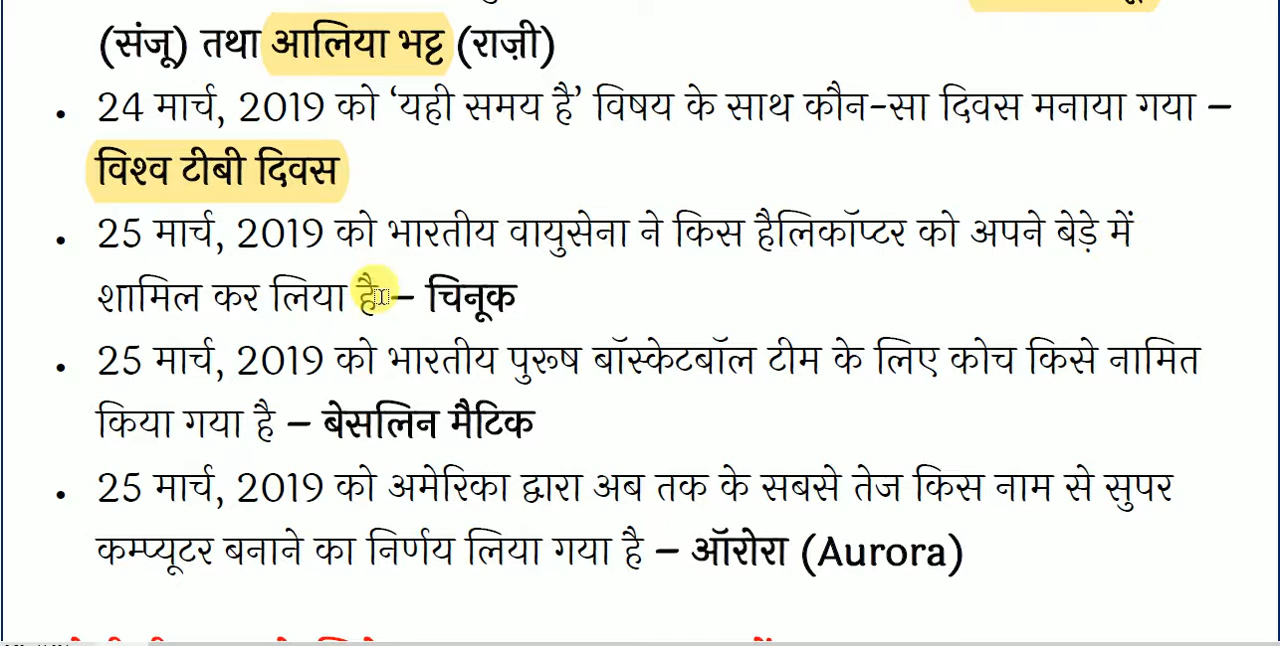 (संजू) तथा आलिया भट्ट (राज़ी)
• 24 मार्च, 2019 को ‘यही समय है’ विषय के साथ कौन-सा दिवस मनाया गया –
विश्व टीबी दिवस
• 25 मार्च, 2019 को भारतीय वायुसेना ने किस हैलिकॉप्टर को अपने बेड़े में
शामिल कर लिया है – चिनूक
• 25 मार्च, 2019 को भारतीय पुरूष बॉस्केटबॉल टीम के लिए कोच किसे नामित
किया गया है – बेसलिन मैटिक
• 25 मार्च, 2019 को अमेरिका द्वारा अब तक के सबसे तेज किस नाम से सुपर
कम्प्यूटर बनाने का निर्णय लिया गया है – ऑरोरा (Aurora)